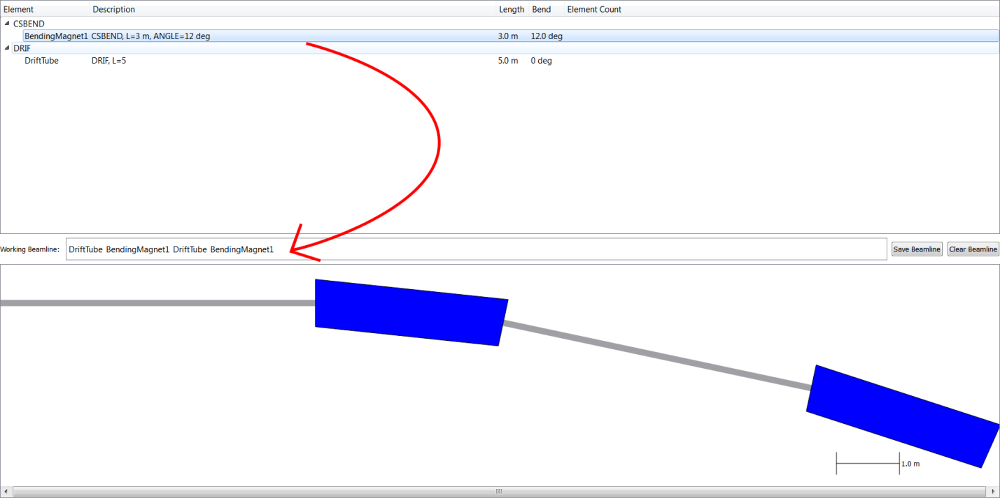 Element Description Length Bend Element Count
CSBEND
BendingMagnet1 CSBEND, L=3 m, ANGLE=12 deg 3.0 m 12.0 deg
DRIF
DriftTube DRIF, L=5 5.0 m 0 deg
Working Beamline: DriftTube BendingMagnet1 DriftTube BendingMagnet1 Save Beamline Clear Beamline
1.0 m